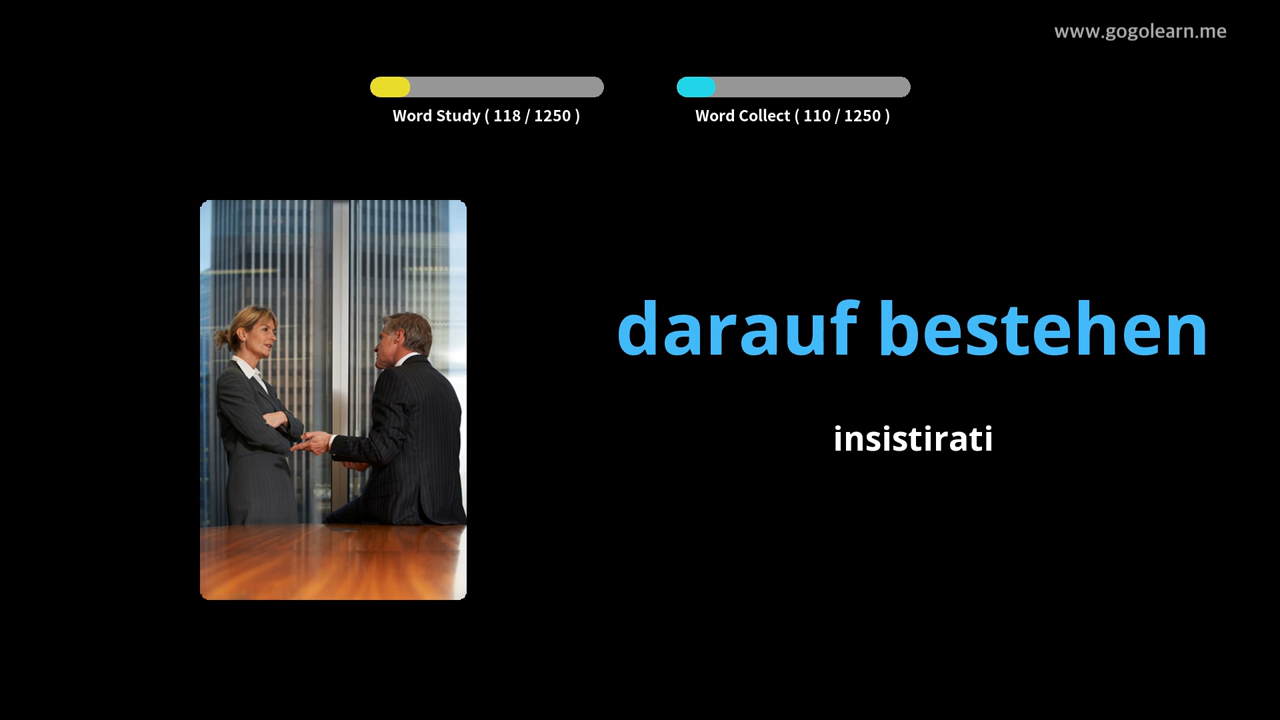 www.gogolearn.me
Word Study ( 118 / 1250 )
Word Collect ( 110 / 1250 )
darauf bestehen
insistirati